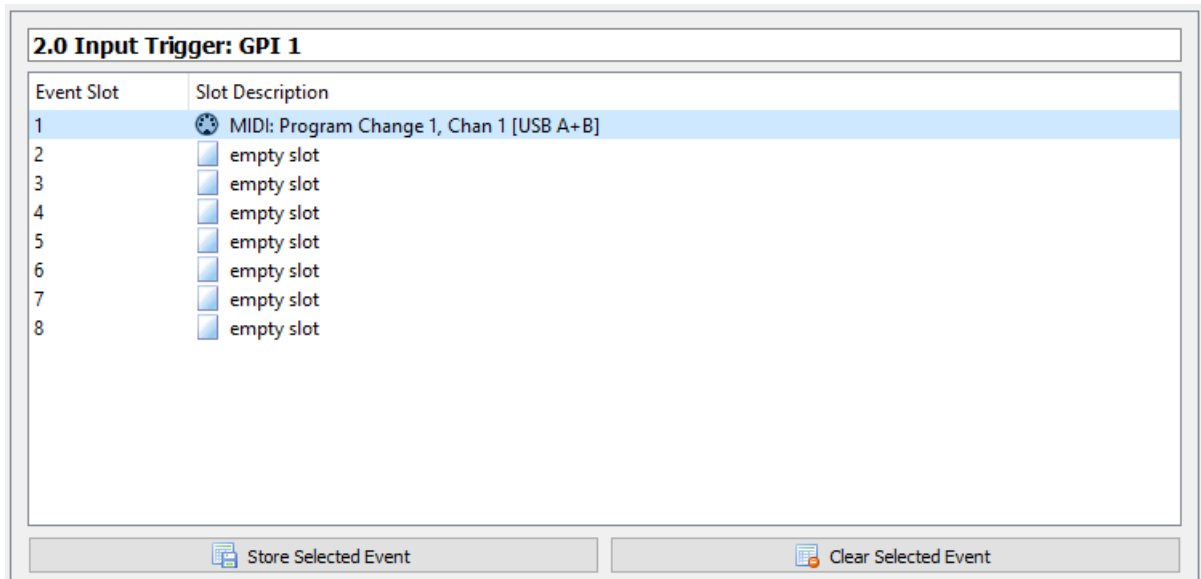 2.0 Input Trigger: GPI 1
Event Slot Slot Description
1 MIDI: Program Change 1, Chan 1 [USB A+B]
2 empty slot
3 empty slot
4 empty slot
5 empty slot
6 empty slot
7 empty slot
8 empty slot
Store Selected Event Clear Selected Event